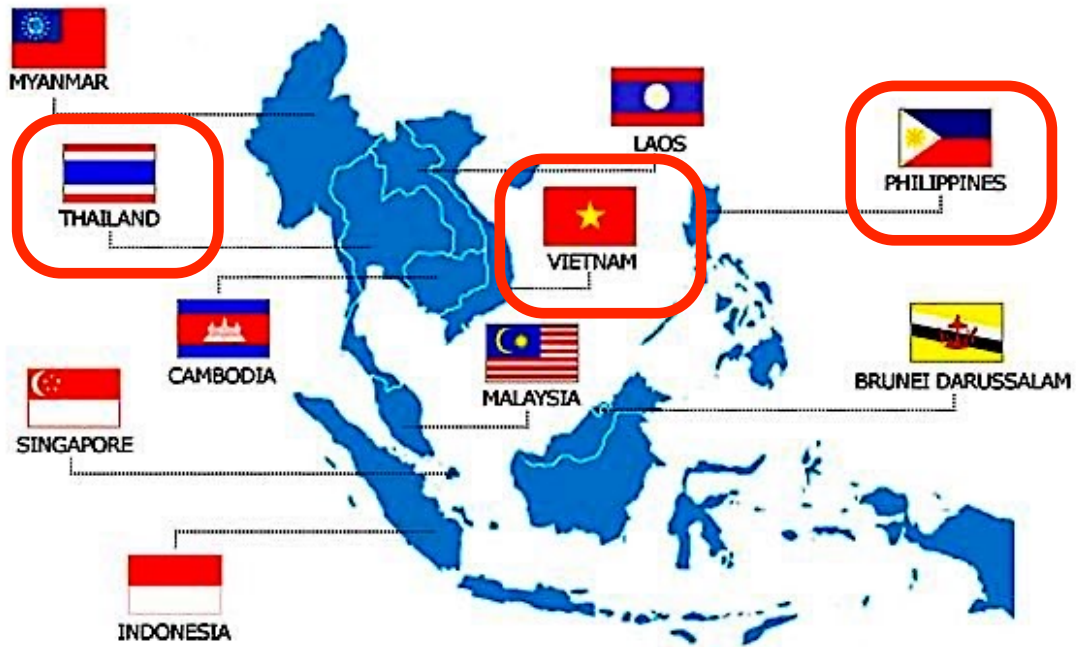 MYANMAR
LAOS
PHILIPPINES
THAILAND
VIETNAM
CAMBODIA
MALAYSIA
BRUNEI DARUSSALAM
SINGAPORE
INDONESIA